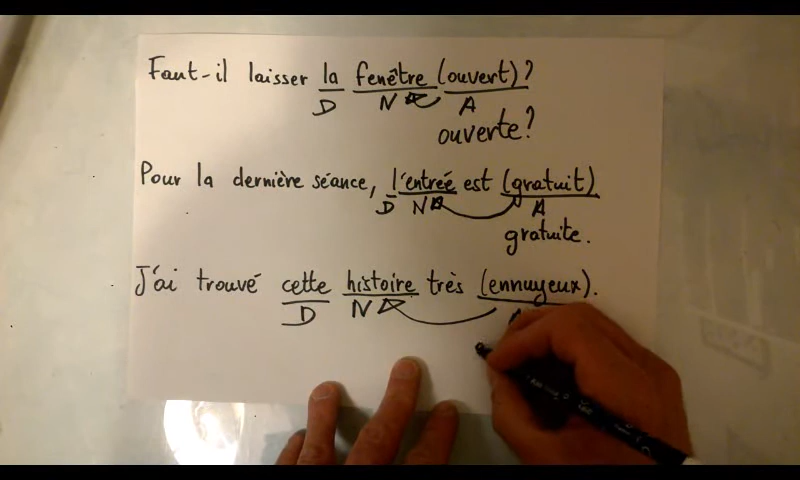 Faut-il laisser la fenêtre (ouvert)?
D N A
ouverte?
Pour la dernière séance, l'entrée est (gratuit)
D N A
gratuite.
J'ai trouvé cette histoire très (ennuyeux).
D N